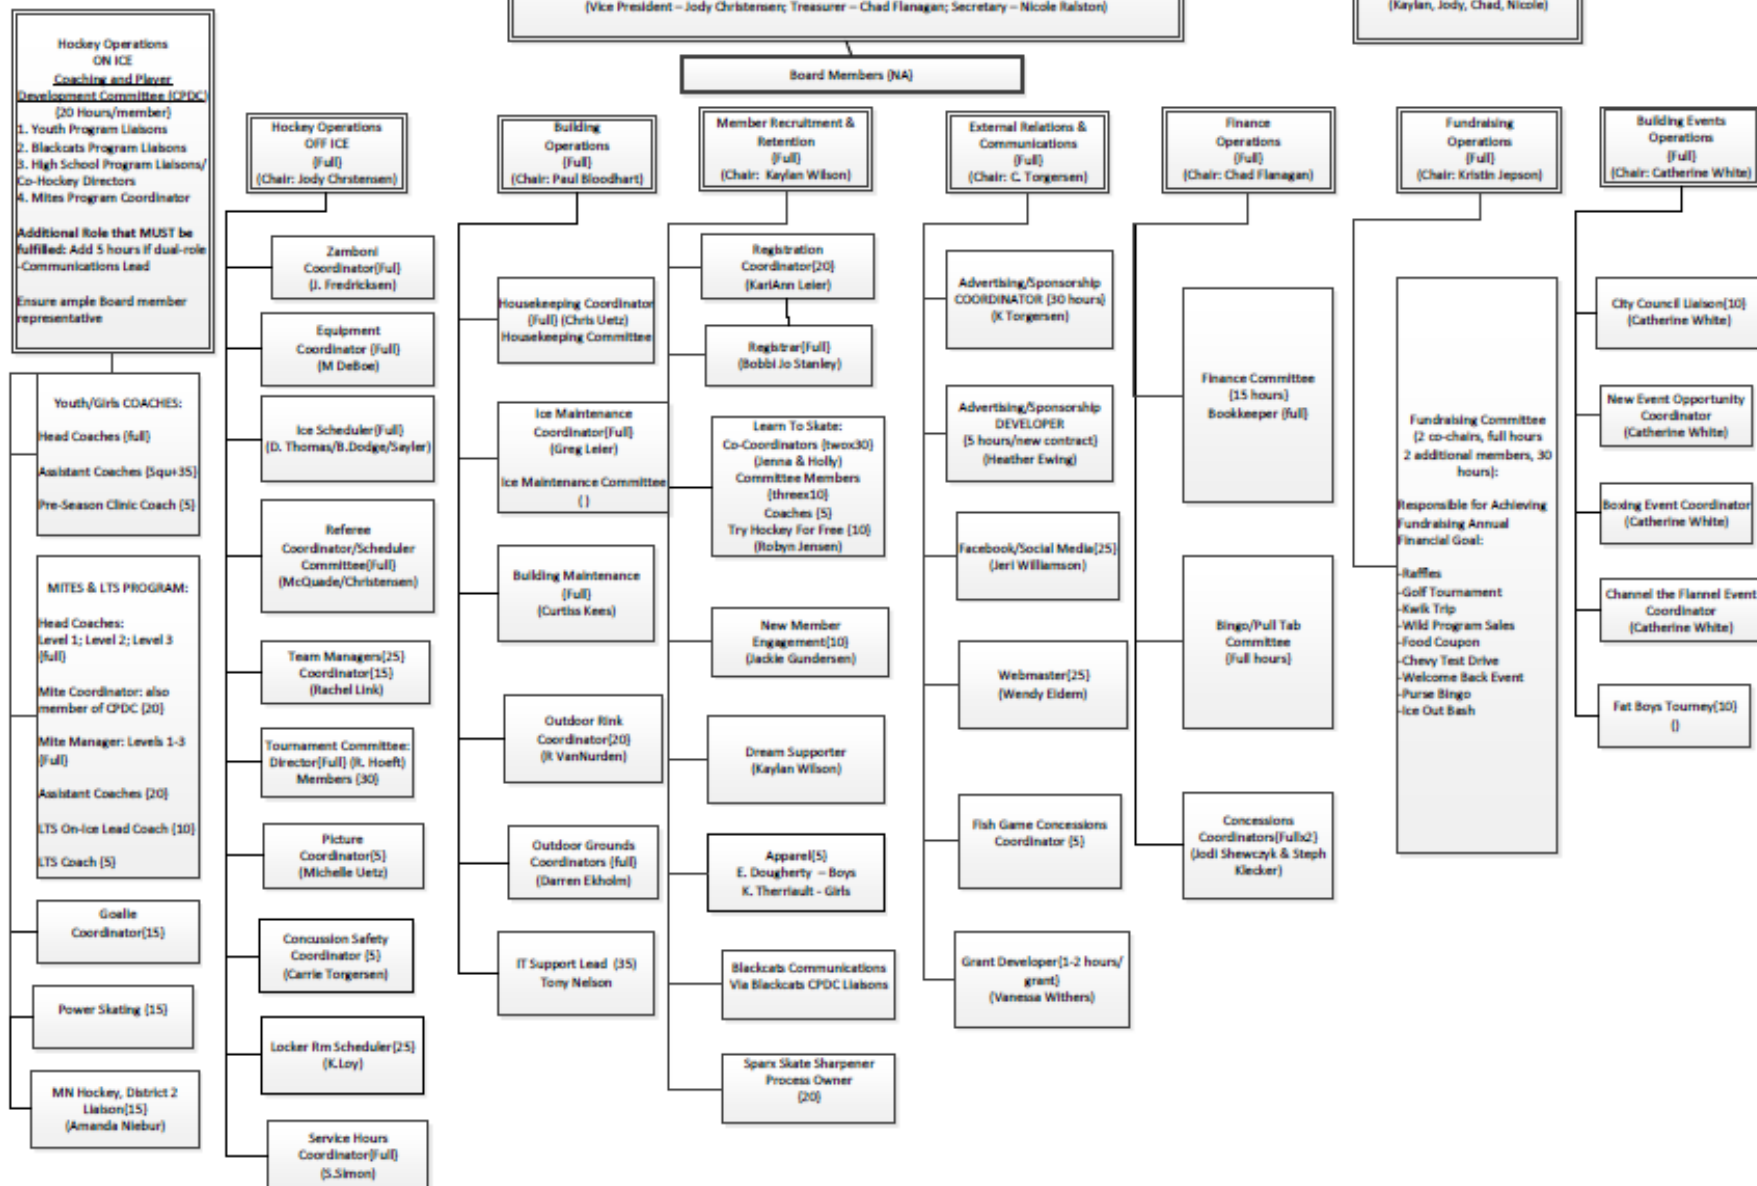 (Vice President – Jody Christensen; Treasurer – Chad Flanagan; Secretary – Nicole Ralston)
(Kaylan, Jody, Chad, Nicole)
Board Members (NA)
Hockey Operations
ON ICE
Coaching and Player
Development Committee (CPDC)
(20 Hours/member)
1. Youth Program Liaisons
2. Blackcats Program Liaisons
3. High School Program Liaisons/
Co-Hockey Directors
4. Mites Program Coordinator
Additional Role that MUST be
fulfilled: Add 5 hours if dual-role
-Communications Lead
Ensure ample Board member
representative
Youth/Girls COACHES:
Head Coaches (full)
Assistant Coaches (Squ+35)
Pre-Season Clinic Coach (5)
MITES & LTS PROGRAM:
Head Coaches:
Level 1; Level 2; Level 3
(full)
Mite Coordinator: also
member of CPDC (20)
Mite Manager: Levels 1-3
(Full)
Assistant Coaches (20)
LTS On-Ice Lead Coach (10)
LTS Coach (5)
Goalie
Coordinator(15)
Power Skating (15)
MN Hockey, District 2
Liaison(15)
(Amanda Niebur)
Hockey Operations
OFF ICE
(Full)
(Chair: Jody Chrstensen)
Zamboni
Coordinator(Ful)
(J. Fredricksen)
Equipment
Coordinator (Full)
(M DeBoe)
Ice Scheduler(Full)
(D. Thomas/B.Dodge/Sayler)
Referee
Coordinator/Scheduler
Committee(Full)
(McQuade/Christensen)
Team Managers(25)
Coordinator(15)
(Rachel Link)
Tournament Committee:
Director(Full) (R. Hoeft)
Members (30)
Picture
Coordinator(5)
(Michelle Uetz)
Concussion Safety
Coordinator (5)
(Carrie Torgersen)
Locker Rm Scheduler(25)
(K.Loy)
Service Hours
Coordinator(Full)
(S.Simon)
Building
Operations
(Full)
(Chair: Paul Bloodhart)
Housekeeping Coordinator
(Full) (Chris Uetz)
Housekeeping Committee
Ice Maintenance
Coordinator(Full)
(Greg Leier)
Ice Maintenance Committee
( )
Building Maintenance
(Full)
(Curtiss Kees)
Outdoor Rink
Coordinator(20)
(R VanNurden)
Outdoor Grounds
Coordinators (full)
(Darren Ekholm)
IT Support Lead (35)
Tony Nelson
Member Recruitment &
Retention
(Full)
(Chair: Kaylan Wilson)
Registration
Coordinator(20)
(KariAnn Leier)
Registrar(Full)
(Bobbi Jo Stanley)
Learn To Skate:
Co-Coordinators (twox30)
(Jenna & Holly)
Committee Members
(threex10)
Coaches (5)
Try Hockey For Free (10)
(Robyn Jensen)
New Member
Engagement(10)
(Jackie Gundersen)
Dream Supporter
(Kaylan Wilson)
Apparel(5)
E. Dougherty – Boys
K. Therriault - Girls
Blackcats Communications
Via Blackcats CPDC Liaisons
Sparx Skate Sharpener
Process Owner
(20)
External Relations &
Communications
(Full)
(Chair: C. Torgersen)
Advertising/Sponsorship
COORDINATOR (30 hours)
(K Torgersen)
Advertising/Sponsorship
DEVELOPER
(5 hours/new contract)
(Heather Ewing)
Facebook/Social Media(25)
(Jeri Williamson)
Webmaster(25)
(Wendy Eldem)
Fish Game Concessions
Coordinator (5)
Grant Developer(1-2 hours/
grant)
(Vanessa Withers)
Finance
Operations
(Full)
(Chair: Chad Flanagan)
Finance Committee
(15 hours)
Bookkeeper (full)
Bingo/Pull Tab
Committee
(Full hours)
Concessions
Coordinators(Fullx2)
(Jodi Shewczyk & Steph
Klecker)
Fundraising
Operations
(Full)
(Chair: Kristin Jepson)
Fundraising Committee
(2 co-chairs, full hours
2 additional members, 30
hours):
Responsible for Achieving
Fundraising Annual
Financial Goal:
-Raffles
-Golf Tournament
-Kwik Trip
-Wild Program Sales
-Food Coupon
-Chevy Test Drive
-Welcome Back Event
-Purse Bingo
-Ice Out Bash
Building Events
Operations
(Full)
(Chair: Catherine White)
City Council Liaison(10)
(Catherine White)
New Event Opportunity
Coordinator
(Catherine White)
Boxing Event Coordinator
(Catherine White)
Channel the Flannel Event
Coordinator
(Catherine White)
Fat Boys Tourney(10)
()